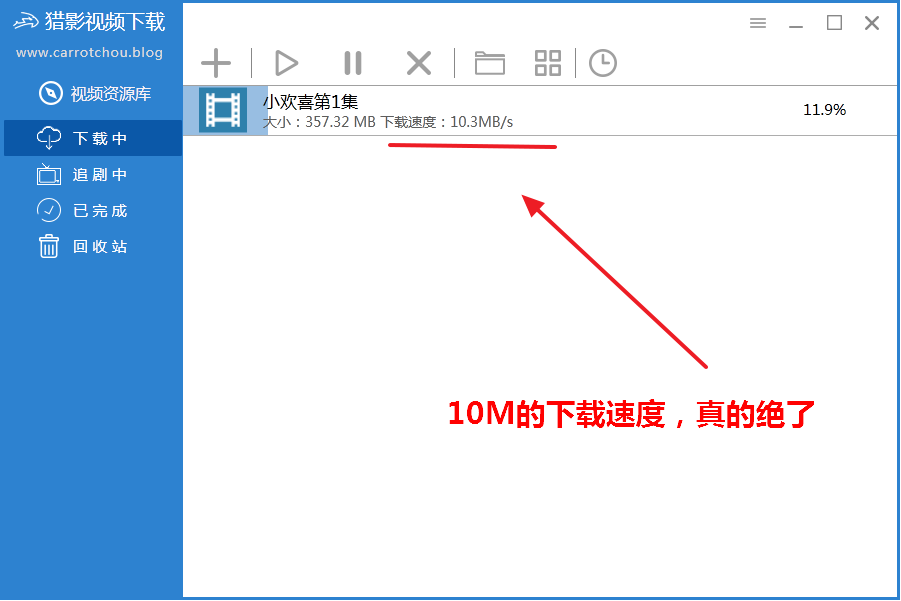 猎影视频下载
www.carrotchou.blog
视频资源库
下载中
追剧中
已完成
回收站
小欢喜第1集
大小：357.32 MB 下载速度：10.3MB/s
11.9%
10M的下载速度，真的绝了